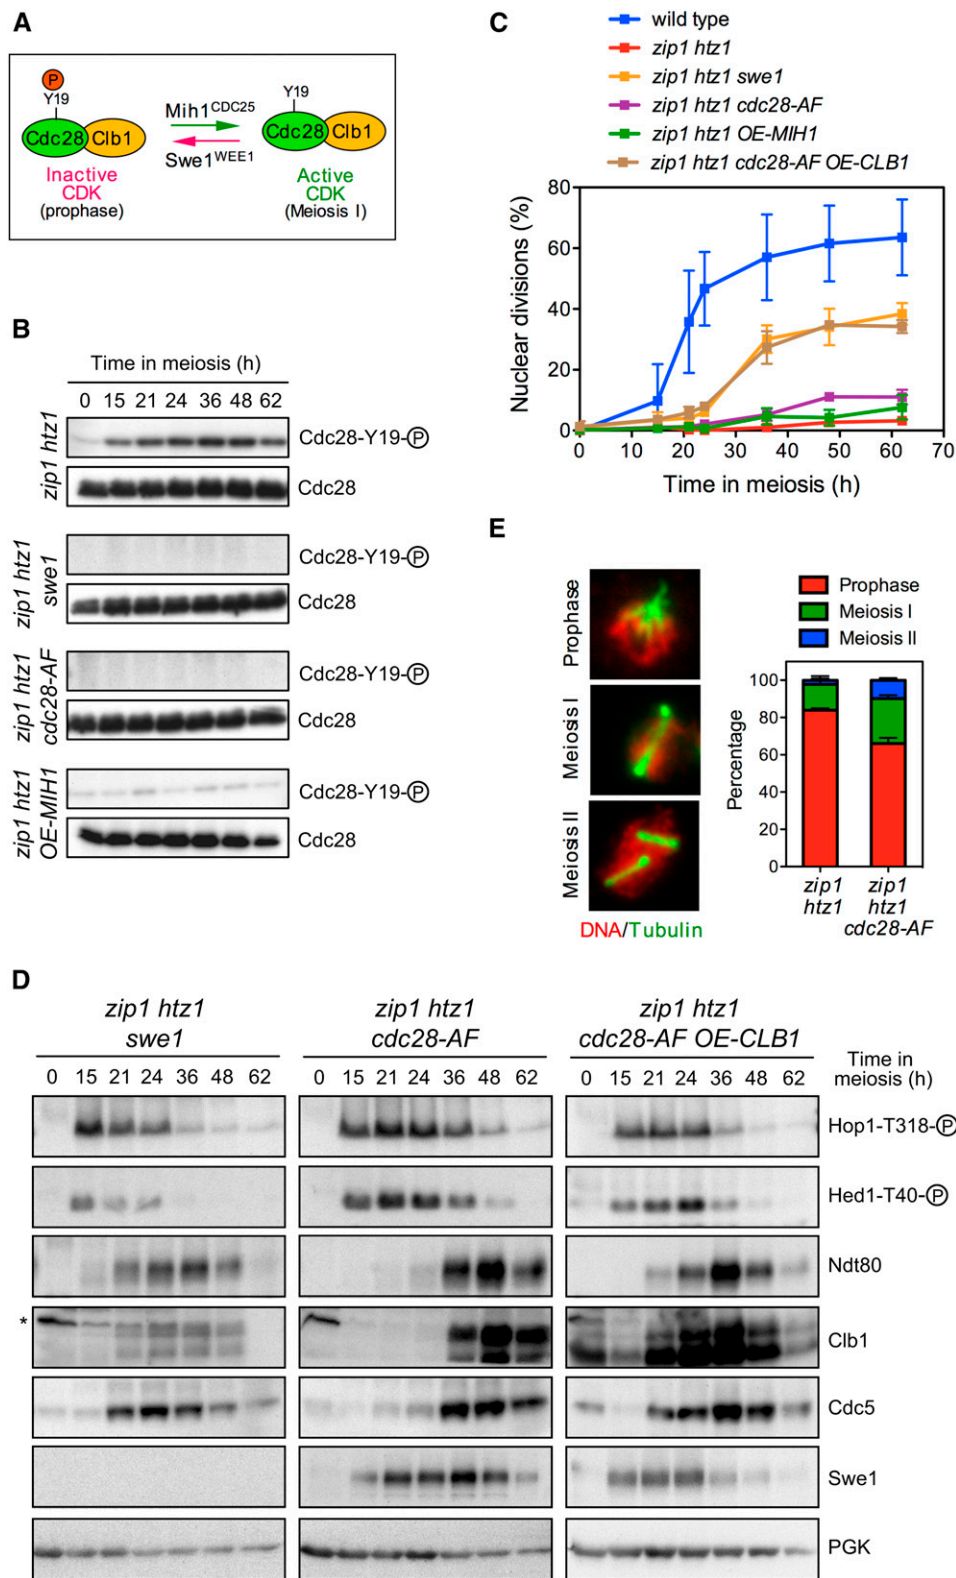 A
P
Y19
Cdc28
Clb1
Mih1CDC25
Swe1WEE1
Y19
Cdc28
Clb1
Inactive
CDK
(prophase)
Active
CDK
(Meiosis I)
B
Time in meiosis (h)
0 15 21 24 36 48 62
zip1 htz1
Cdc28-Y19-P
Cdc28
zip1 htz1
swe1
Cdc28-Y19-P
Cdc28
zip1 htz1
cdc28-AF
Cdc28-Y19-P
Cdc28
zip1 htz1
OE-MIH1
Cdc28-Y19-P
Cdc28
C
wild type
zip1 htz1
zip1 htz1 swe1
zip1 htz1 cdc28-AF
zip1 htz1 OE-MIH1
zip1 htz1 cdc28-AF OE-CLB1
Nuclear divisions (%)
80
60
40
20
0
0 10 20 30 40 50 60 70
Time in meiosis (h)
E
Prophase
Meiosis I
Meiosis II
DNA/Tubulin
Prophase
Meiosis I
Meiosis II
Percentage
100
80
60
40
20
0
zip1
htz1
zip1
htz1
cdc28-AF
D
zip1 htz1
swe1
zip1 htz1
cdc28-AF
zip1 htz1
cdc28-AF OE-CLB1
Time in
meiosis (h)
0 15 21 24 36 48 62
0 15 21 24 36 48 62
0 15 21 24 36 48 62
Hop1-T318-P
Hed1-T40-P
Ndt80
*
Clb1
Cdc5
Swe1
PGK